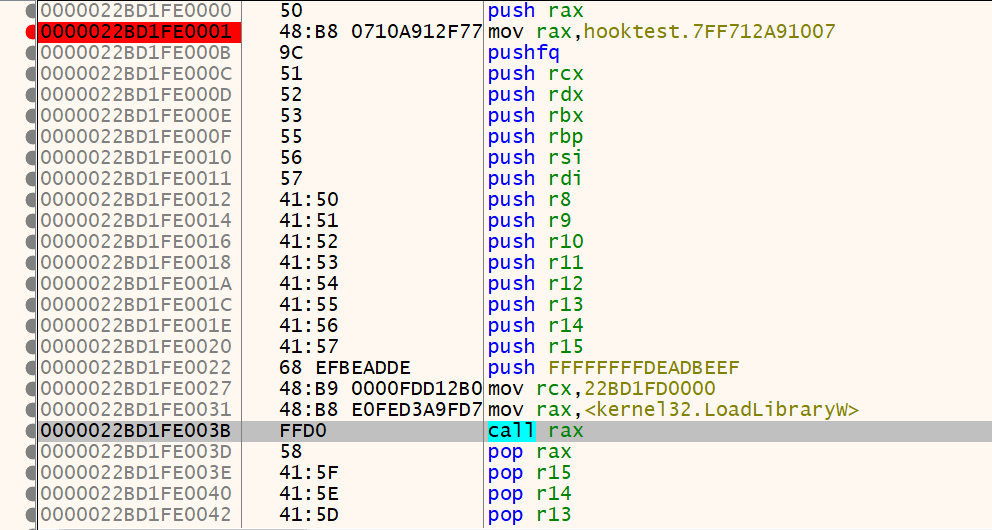 0000022BD1FE0000 50 push rax
0000022BD1FE0001 48:B8 0710A912F77 mov rax,hooktest.7FF712A91007
0000022BD1FE000B 9C pushfq
0000022BD1FE000C 51 push rcx
0000022BD1FE000D 52 push rdx
0000022BD1FE000E 53 push rbx
0000022BD1FE000F 55 push rbp
0000022BD1FE0010 56 push rsi
0000022BD1FE0011 57 push rdi
0000022BD1FE0012 41:50 push r8
0000022BD1FE0014 41:51 push r9
0000022BD1FE0016 41:52 push r10
0000022BD1FE0018 41:53 push r11
0000022BD1FE001A 41:54 push r12
0000022BD1FE001C 41:55 push r13
0000022BD1FE001E 41:56 push r14
0000022BD1FE0020 41:57 push r15
0000022BD1FE0022 68 EFBEADDE push FFFFFFFFDEADBEEF
0000022BD1FE0027 48:B9 0000FDD12B0 mov rcx,22BD1FD0000
0000022BD1FE0031 48:B8 E0FED3A9FD7 mov rax,<kernel32.LoadLibraryW>
0000022BD1FE003B FFD0 call rax
0000022BD1FE003D 58 pop rax
0000022BD1FE003E 41:5F pop r15
0000022BD1FE0040 41:5E pop r14
0000022BD1FE0042 41:5D pop r13